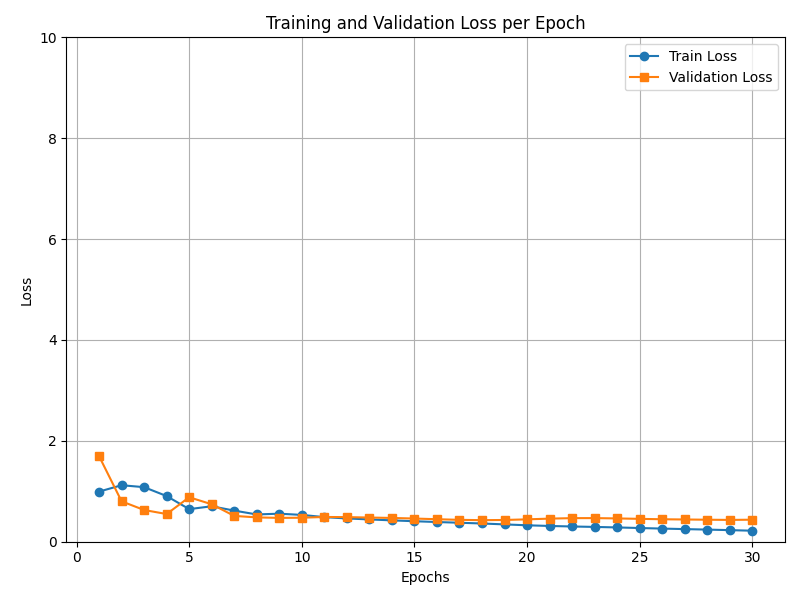 Training and Validation Loss per Epoch
10
8
6
4
2
0
Loss
Train Loss
Validation Loss
0 5 10 15 20 25 30
Epochs